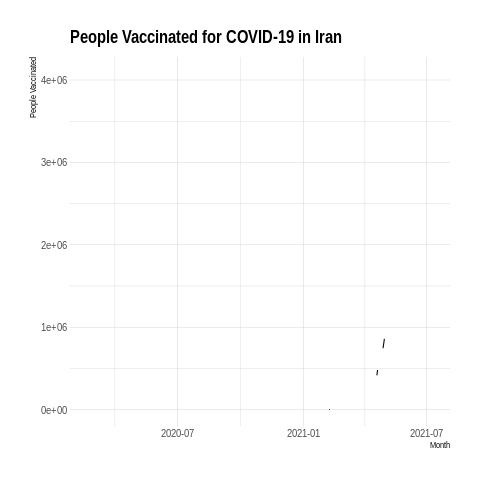 People Vaccinated for COVID-19 in Iran
People Vaccinated
4e+06
3e+06
2e+06
1e+06
0e+00
2020-07
2021-01
2021-07
Month